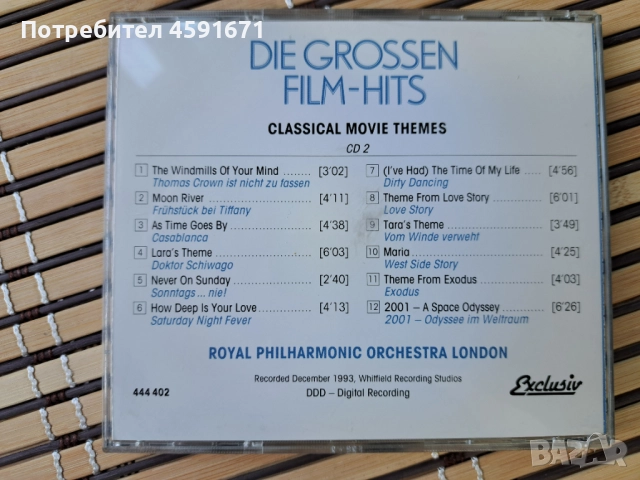 Потребител 4591671
DIE GROSSEN
FILM-HITS
CLASSICAL MOVIE THEMES
CD 2
1 The Windmills Of Your Mind ........ [3'02]
Thomas Crown ist nicht zu fassen
2 Moon River ........ [4'11]
Frühstück bei Tiffany
3 As Time Goes By ........ [4'38]
Casablanca
4 Lara's Theme ........ [6'03]
Doktor Schiwago
5 Never On Sunday ........ [2'40]
Sonntags ... nie!
6 How Deep Is Your Love ........ [4'13]
Saturday Night Fever
7 (I've Had) The Time Of My Life .. [4'56]
Dirty Dancing
8 Theme From Love Story ........ [6'01]
Love Story
9 Tara's Theme ........ [3'49]
Vom Winde verweht
10 Maria ........ [4'25]
West Side Story
11 Theme From Exodus ........ [4'03]
Exodus
12 2001 – A Space Odyssey ........ [6'26]
2001 – Odyssee im Weltraum
ROYAL PHILHARMONIC ORCHESTRA LONDON
Recorded December 1993, Whitfield Recording Studios
444 402
DDD – Digital Recording
Exclusiv
BAZAR